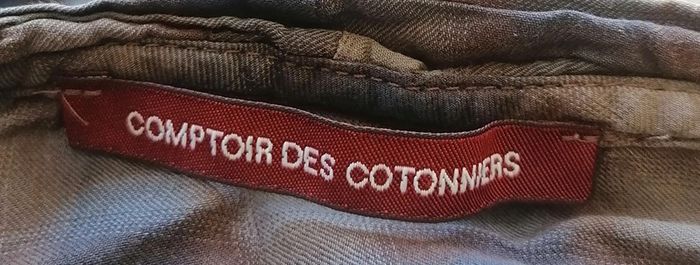 COMPTOIR DES COTONNIERS